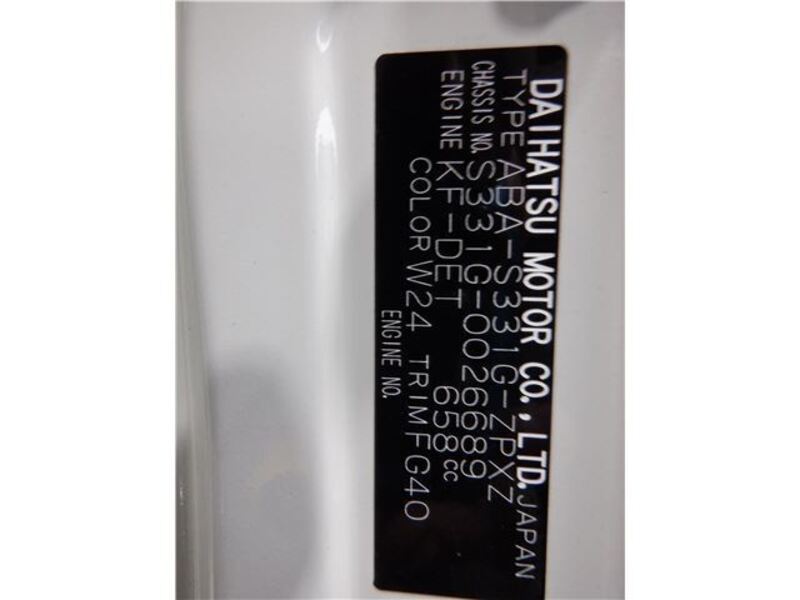 DAIHATSU MOTOR CO., LTD. JAPAN
TYPE ABA-S331G-ZPXZ
CHASSIS NO. S331G-0026689
ENGINE KF-DET 658cc
COLOR W24 TRIM FG40
ENGINE NO.